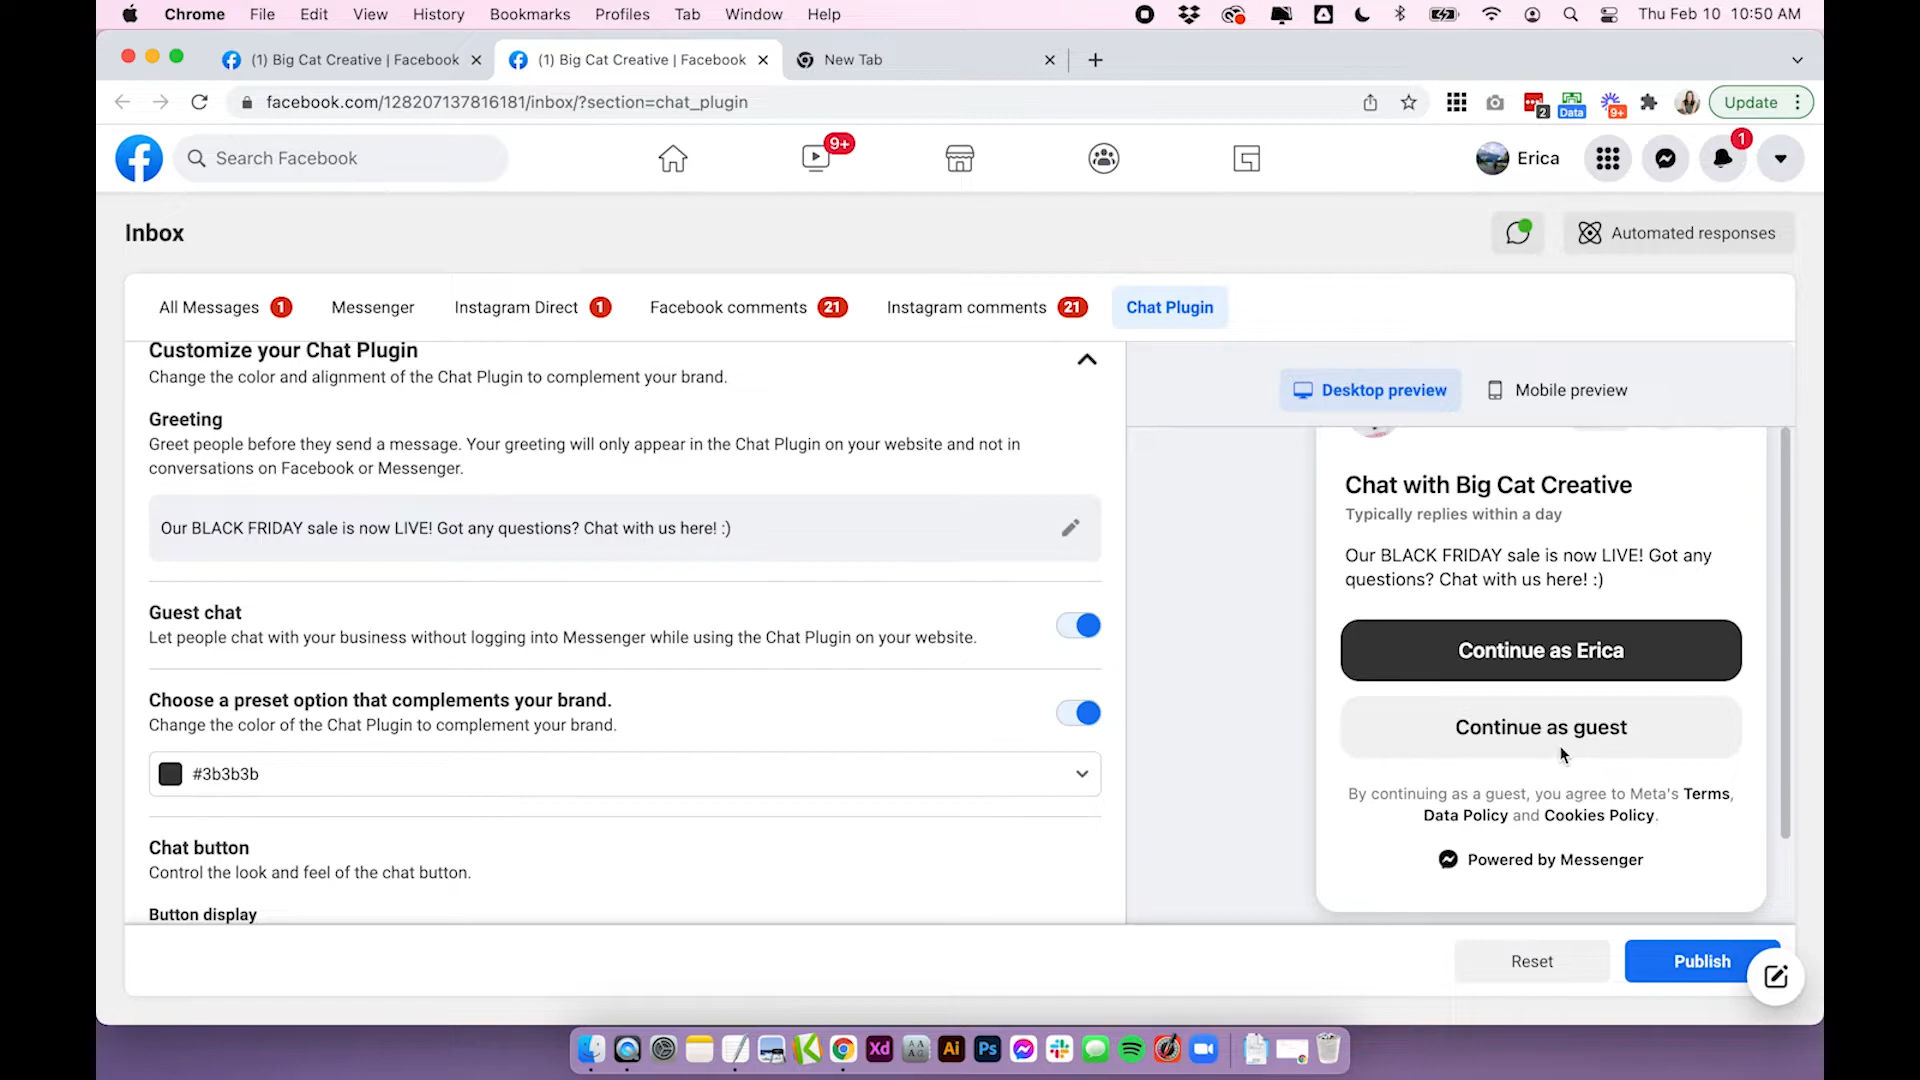 Chrome File Edit View History Bookmarks Profiles Tab Window Help Thu Feb 10 10:50 AM
(1) Big Cat Creative | Facebook (1) Big Cat Creative | Facebook New Tab
facebook.com/128207137816181/inbox/?section=chat_plugin 2 Data 9+ Update
Search Facebook 9+ Erica 1
Inbox Automated responses
All Messages 1 Messenger Instagram Direct 1 Facebook comments 21 Instagram comments 21 Chat Plugin
Customize your Chat Plugin
Change the color and alignment of the Chat Plugin to complement your brand.
Greeting
Greet people before they send a message. Your greeting will only appear in the Chat Plugin on your website and not in
conversations on Facebook or Messenger.
Our BLACK FRIDAY sale is now LIVE! Got any questions? Chat with us here! :)
Guest chat
Let people chat with your business without logging into Messenger while using the Chat Plugin on your website.
Choose a preset option that complements your brand.
Change the color of the Chat Plugin to complement your brand.
#3b3b3b
Chat button
Control the look and feel of the chat button.
Button display
Desktop preview Mobile preview
Chat with Big Cat Creative
Typically replies within a day
Our BLACK FRIDAY sale is now LIVE! Got any
questions? Chat with us here! :)
Continue as Erica
Continue as guest
By continuing as a guest, you agree to Meta's Terms,
Data Policy and Cookies Policy.
Powered by Messenger
Reset Publish
Xd Ai Ps